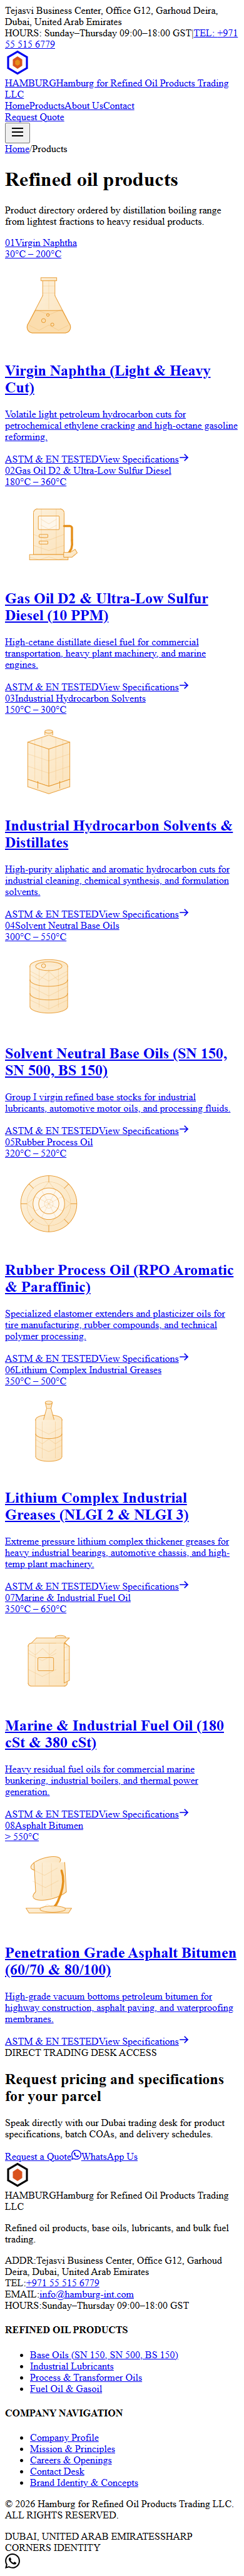 Tejasvi Business Center, Office G12, Garhoud Deira,
Dubai, United Arab Emirates
HOURS: Sunday–Thursday 09:00–18:00 GST|TEL: +971
55 515 6779
HAMBURGHamburg for Refined Oil Products Trading
LLC
HomeProductsAbout UsContact
Request Quote
Home/Products
Refined oil products
Product directory ordered by distillation boiling range
from lightest fractions to heavy residual products.
01Virgin Naphtha
30°C – 200°C
Virgin Naphtha (Light & Heavy
Cut)
Volatile light petroleum hydrocarbon cuts for
petrochemical ethylene cracking and high-octane gasoline
reforming.
ASTM & EN TESTEDView Specifications
02Gas Oil D2 & Ultra-Low Sulfur Diesel
180°C – 360°C
Gas Oil D2 & Ultra-Low Sulfur
Diesel (10 PPM)
High-cetane distillate diesel fuel for commercial
transportation, heavy plant machinery, and marine
engines.
ASTM & EN TESTEDView Specifications
03Industrial Hydrocarbon Solvents
150°C – 300°C
Industrial Hydrocarbon Solvents &
Distillates
High-purity aliphatic and aromatic hydrocarbon cuts for
industrial cleaning, chemical synthesis, and formulation
solvents.
ASTM & EN TESTEDView Specifications
04Solvent Neutral Base Oils
300°C – 550°C
Solvent Neutral Base Oils (SN 150,
SN 500, BS 150)
Group I virgin refined base stocks for industrial
lubricants, automotive motor oils, and processing fluids.
ASTM & EN TESTEDView Specifications
05Rubber Process Oil
320°C – 520°C
Rubber Process Oil (RPO Aromatic
& Paraffinic)
Specialized elastomer extenders and plasticizer oils for
tire manufacturing, rubber compounds, and technical
polymer processing.
ASTM & EN TESTEDView Specifications
06Lithium Complex Industrial Greases
350°C – 500°C
Lithium Complex Industrial
Greases (NLGI 2 & NLGI 3)
Extreme pressure lithium complex thickener greases for
heavy industrial bearings, automotive chassis, and high-
temp plant machinery.
ASTM & EN TESTEDView Specifications
07Marine & Industrial Fuel Oil
350°C – 650°C
Marine & Industrial Fuel Oil (180
cSt & 380 cSt)
Heavy residual fuel oils for commercial marine
bunkering, industrial boilers, and thermal power
generation.
ASTM & EN TESTEDView Specifications
08Asphalt Bitumen
> 550°C
Penetration Grade Asphalt Bitumen
(60/70 & 80/100)
High-grade vacuum bottoms petroleum bitumen for
highway construction, asphalt paving, and waterproofing
membranes.
ASTM & EN TESTEDView Specifications
DIRECT TRADING DESK ACCESS
Request pricing and specifications
for your parcel
Speak directly with our Dubai trading desk for product
specifications, batch COAs, and delivery schedules.
Request a QuoteWhatsApp Us
HAMBURGHamburg for Refined Oil Products Trading
LLC
Refined oil products, base oils, lubricants, and bulk fuel
trading.
ADDR:Tejasvi Business Center, Office G12, Garhoud
Deira, Dubai, United Arab Emirates
TEL:+971 55 515 6779
EMAIL:info@hamburg-int.com
HOURS:Sunday–Thursday 09:00–18:00 GST
REFINED OIL PRODUCTS
Base Oils (SN 150, SN 500, BS 150)
Industrial Lubricants
Process & Transformer Oils
Fuel Oil & Gasoil
COMPANY NAVIGATION
Company Profile
Mission & Principles
Careers & Openings
Contact Desk
Brand Identity & Concepts
© 2026 Hamburg for Refined Oil Products Trading LLC.
ALL RIGHTS RESERVED.
DUBAI, UNITED ARAB EMIRATESSHARP
CORNERS IDENTITY